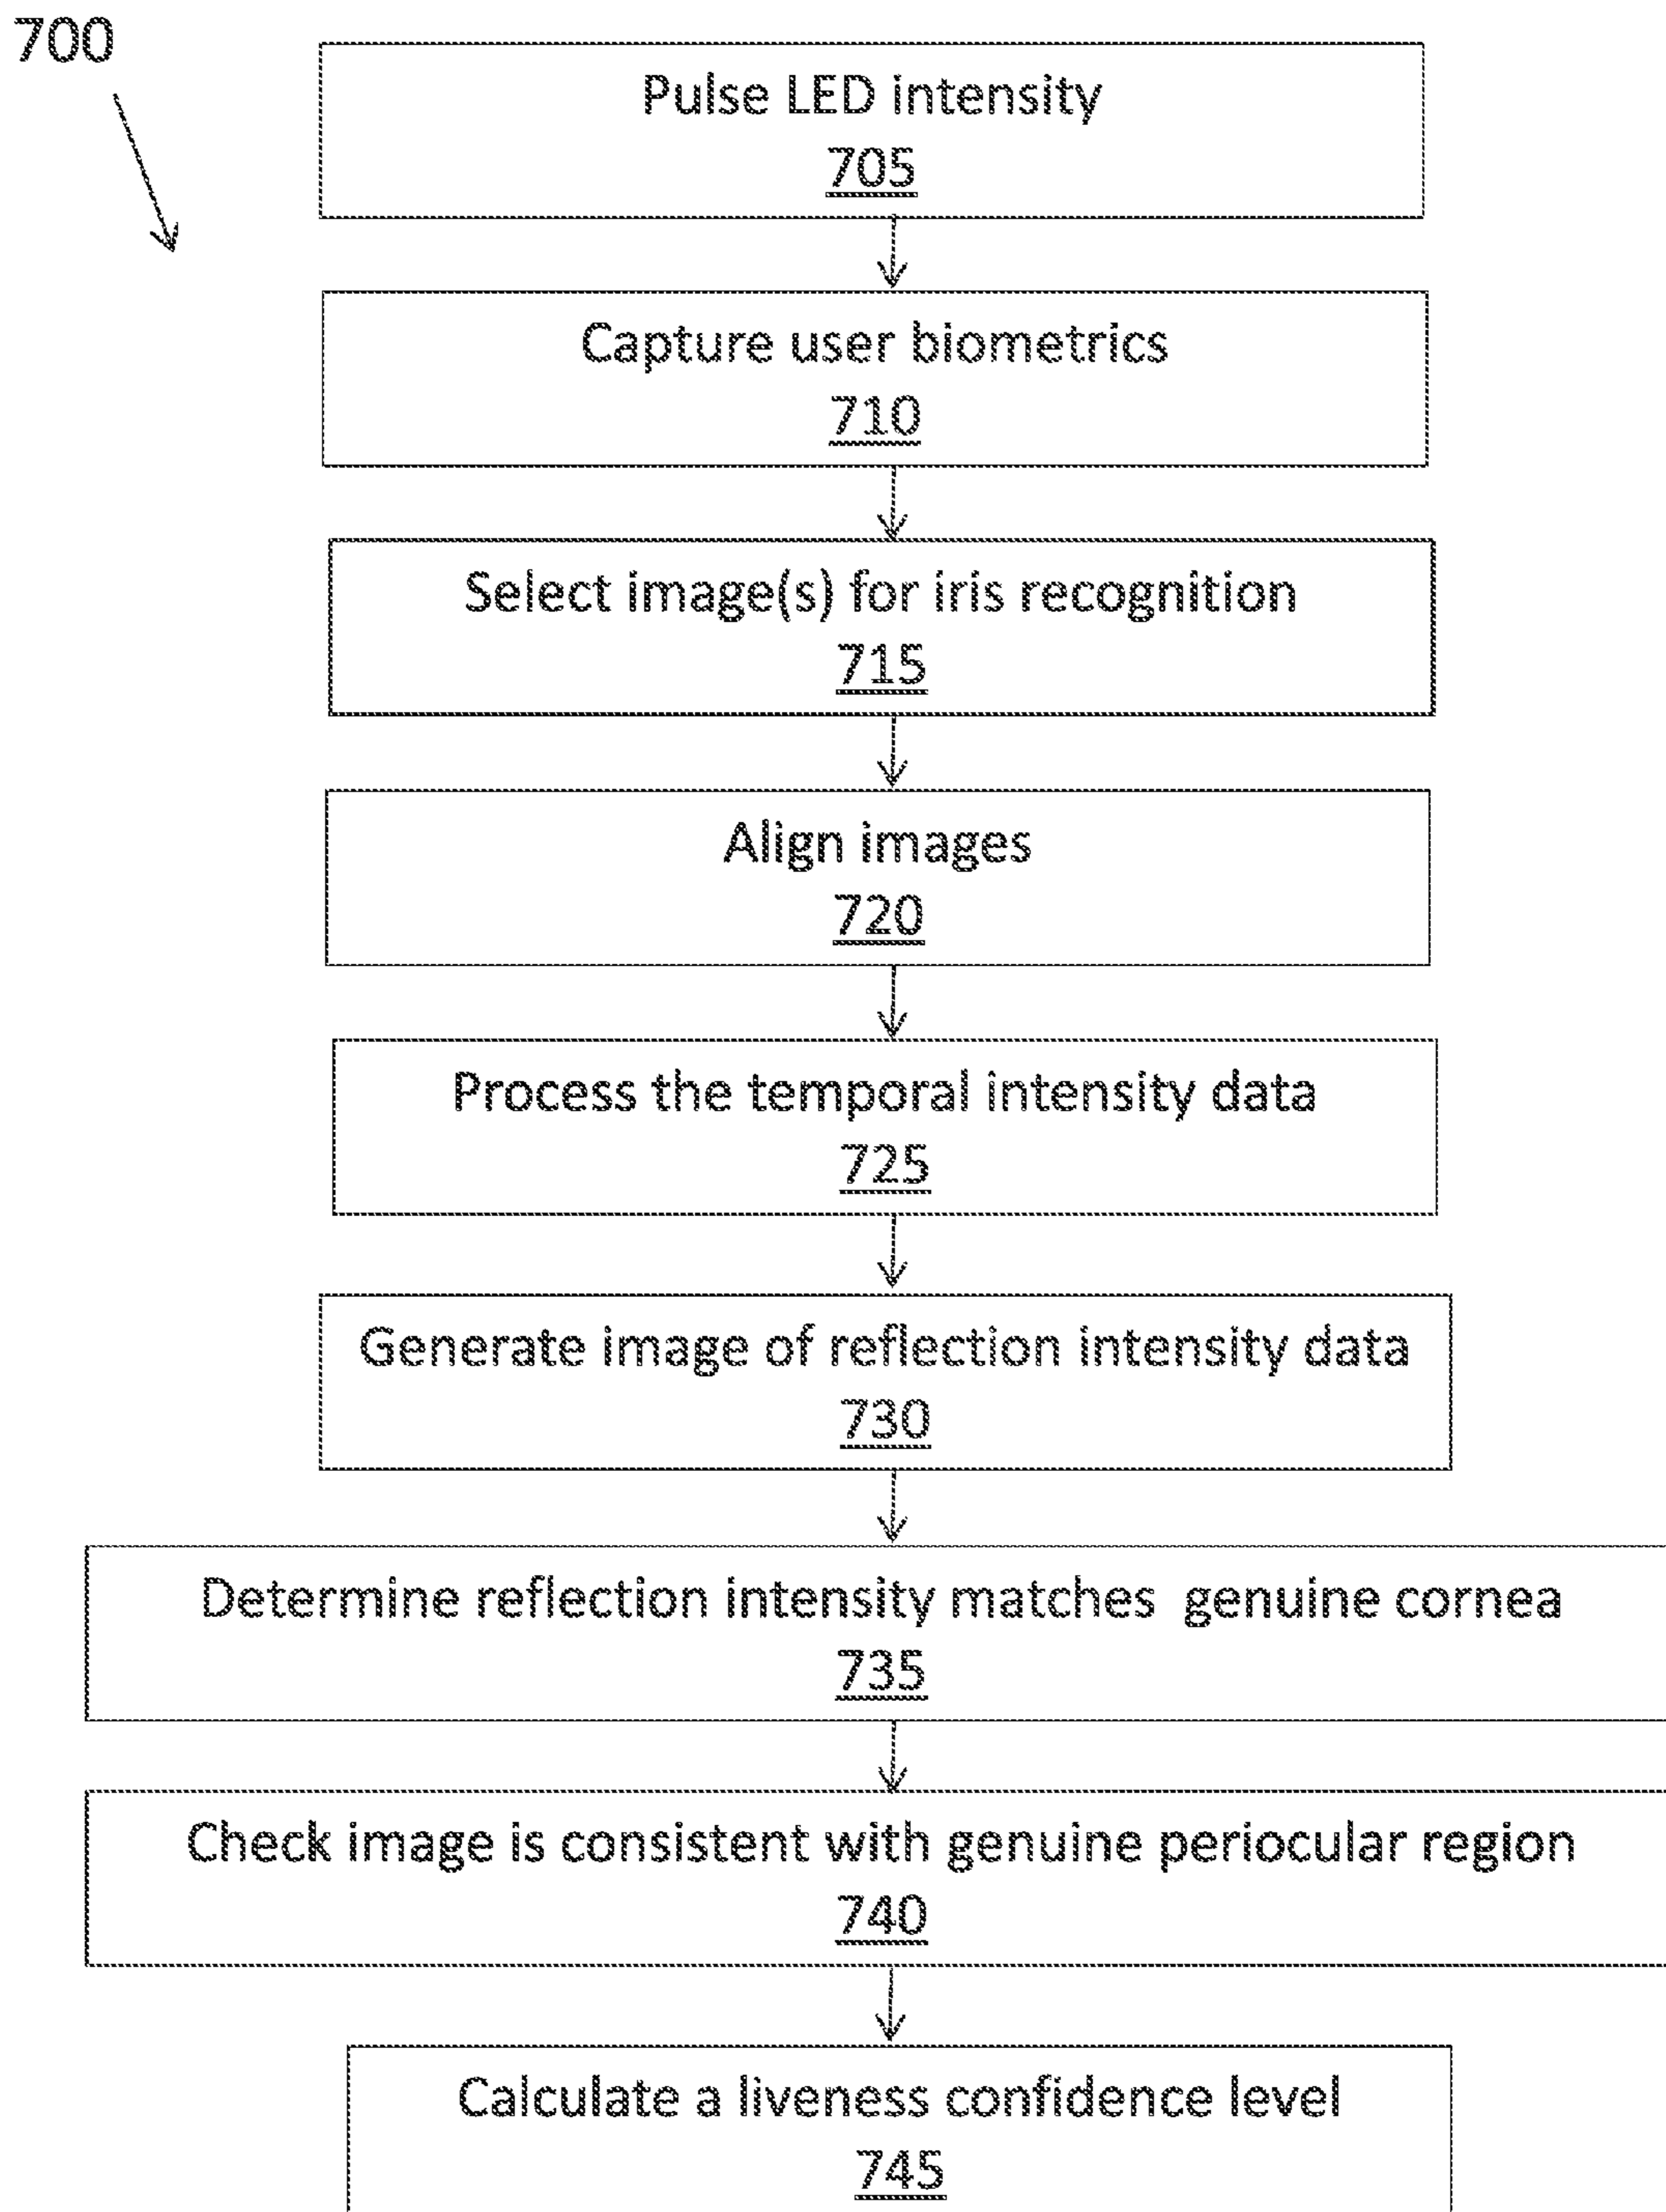 700
Pulse LED intensity
705
Capture user biometrics
710
Select image(s) for iris recognition
715
Align images
720
Process the temporal intensity data
725
Generate image of reflection intensity data
730
Determine reflection intensity matches genuine cornea
735
Check image is consistent with genuine periocular region
740
Calculate a liveness confidence level
745